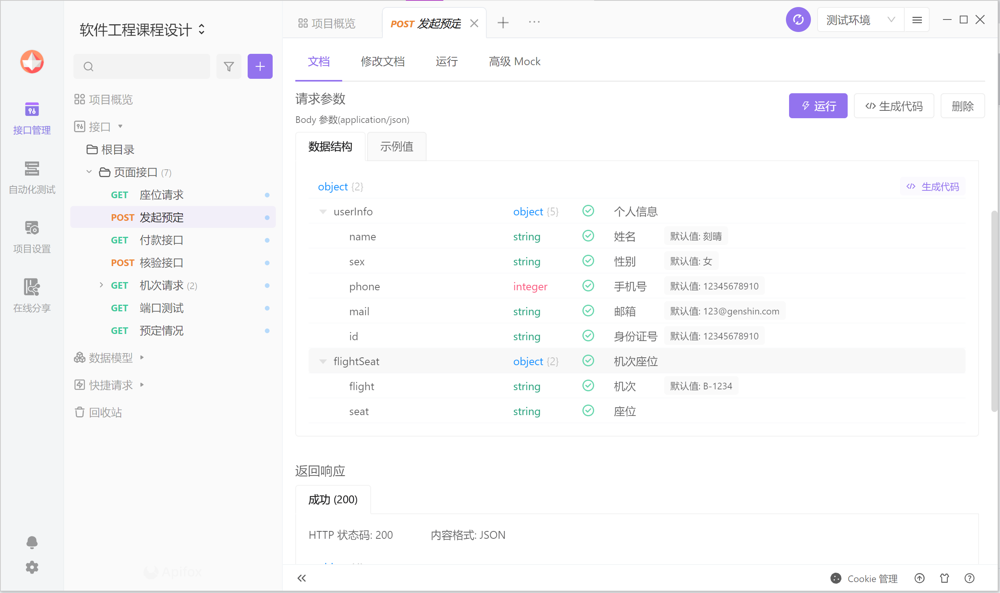 软件工程课程设计
项目概览
POST 发起预定
测试环境
文档
修改文档
运行
高级 Mock
接口管理
自动化测试
项目设置
在线分享
项目概览
接口
根目录
页面接口 (7)
GET 座位请求
POST 发起预定
GET 付款接口
POST 核验接口
GET 机次请求 (2)
GET 端口测试
GET 预定情况
数据模型
快捷请求
回收站
Apifox
请求参数
运行
生成代码
删除
Body 参数(application/json)
数据结构
示例值
object {2}
生成代码
userInfo object {5} 个人信息
name string 姓名 默认值: 刻晴
sex string 性别 默认值: 女
phone integer 手机号 默认值: 12345678910
mail string 邮箱 默认值: 123@genshin.com
id string 身份证号 默认值: 12345678910
flightSeat object {2} 机次座位
flight string 机次 默认值: B-1234
seat string 座位
返回响应
成功 (200)
HTTP 状态码: 200 内容格式: JSON
Cookie 管理